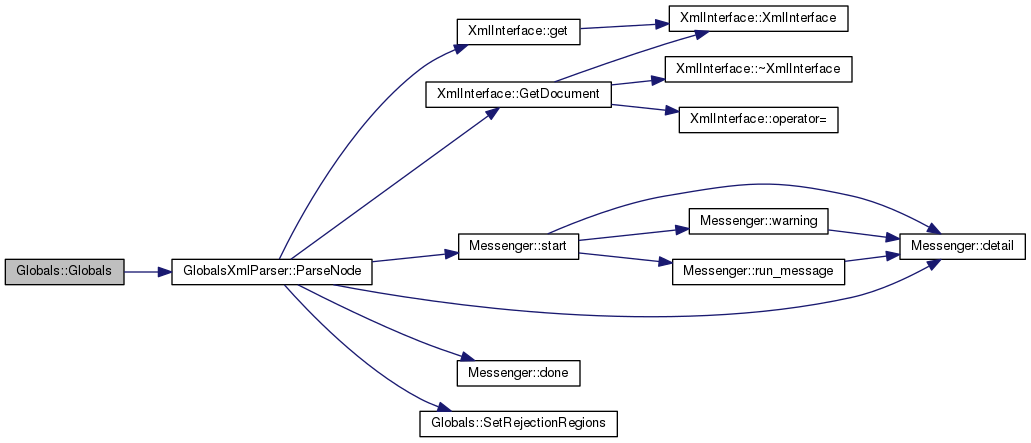 XmlInterface::get
XmlInterface::XmlInterface
XmlInterface::GetDocument
XmlInterface::~XmlInterface
XmlInterface::operator=
Globals::Globals
GlobalsXmlParser::ParseNode
Messenger::start
Messenger::warning
Messenger::run_message
Messenger::detail
Messenger::done
Globals::SetRejectionRegions